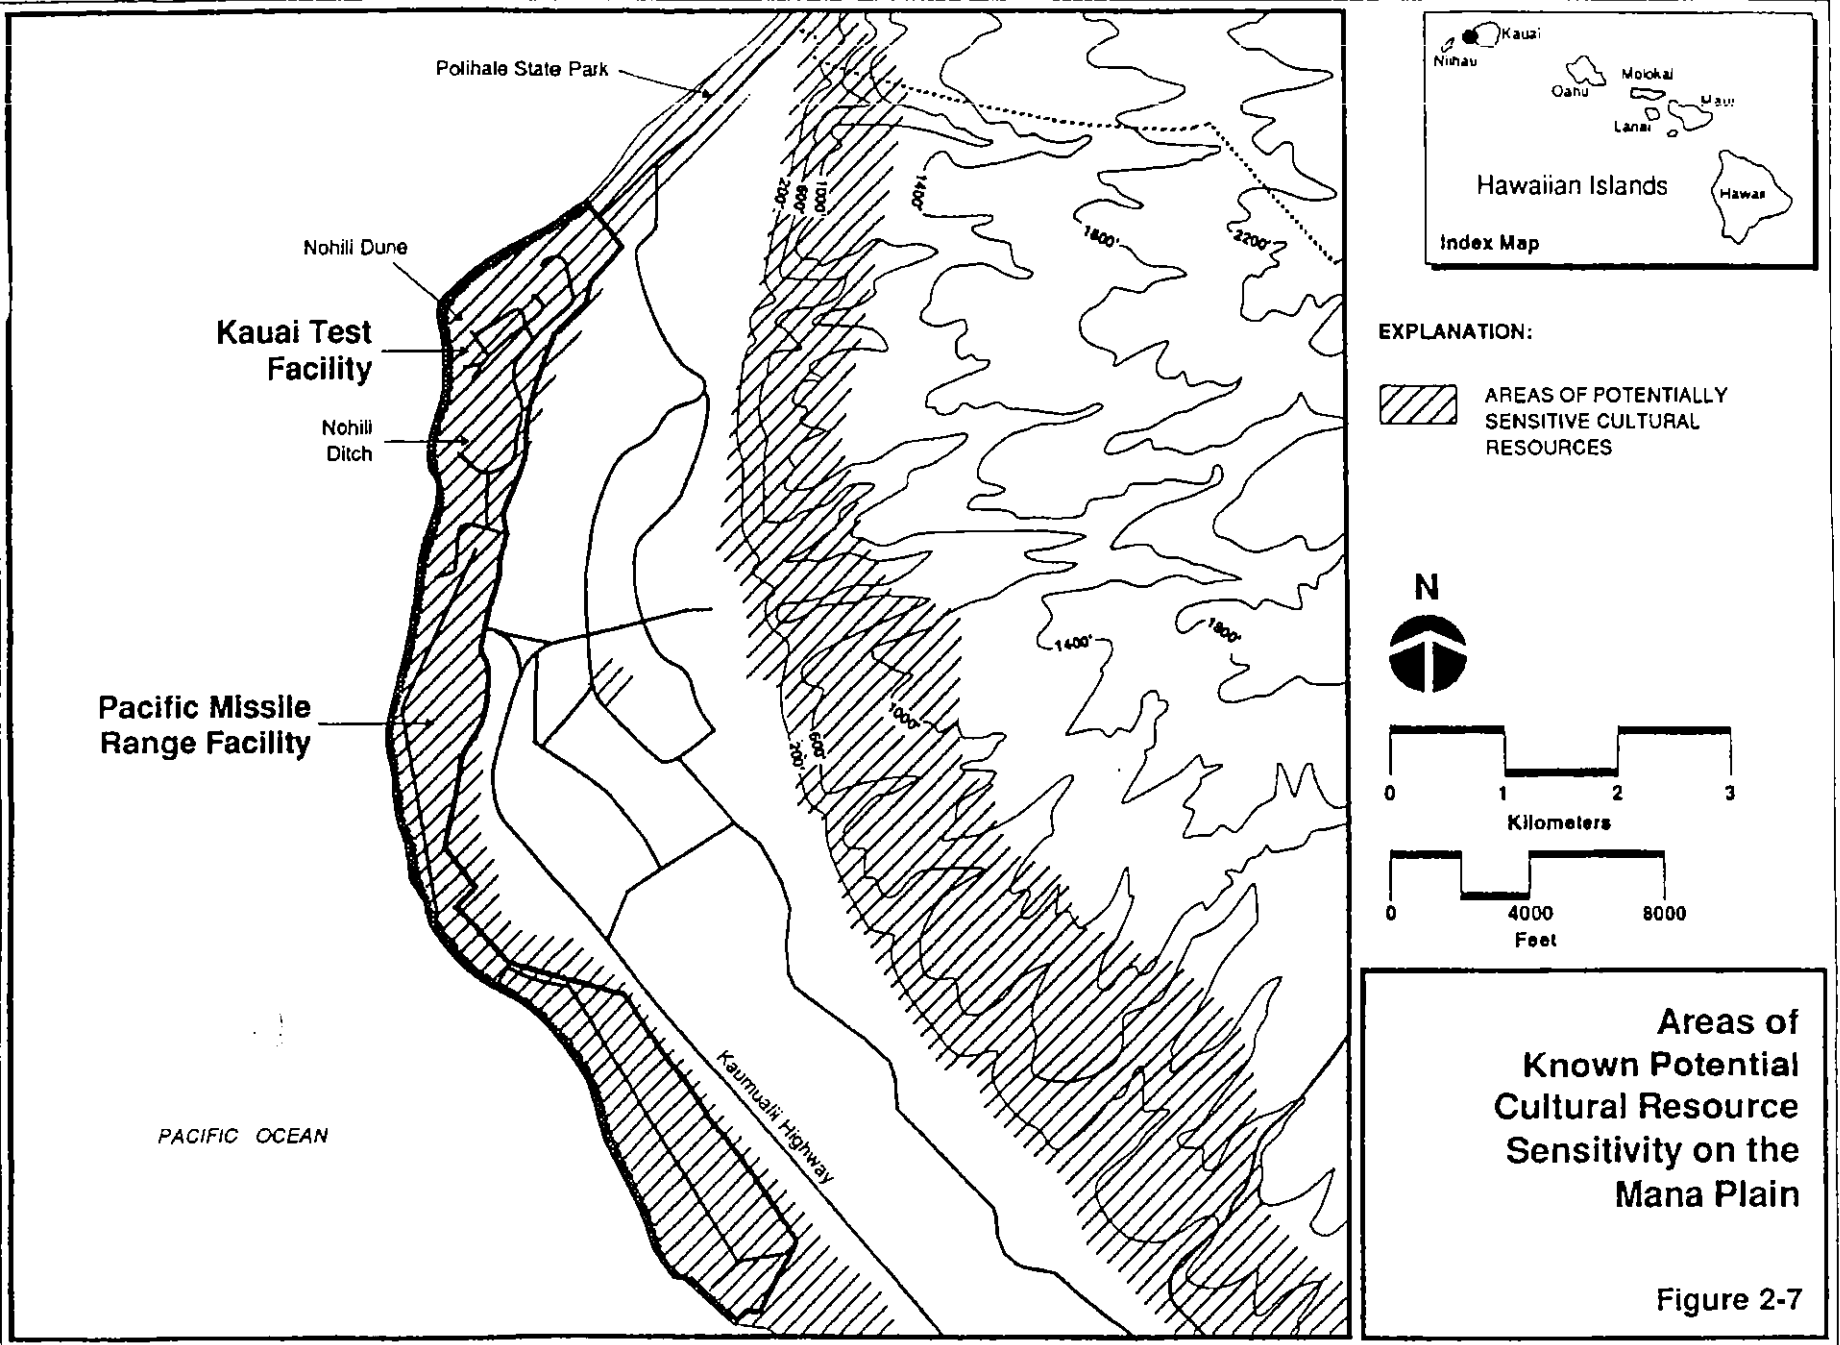 Polihale State Park
Nohili Dune
Kauai Test
Facility
Nohili
Ditch
Pacific Missile
Range Facility
PACIFIC OCEAN
Kaumualii Highway
200'
600'
1000'
1400'
1800'
2200'
1400'
1800'
1000'
600'
200'
Kauai
Niihau
Oahu
Molokai
Maui
Lanai
Hawaii
Hawaiian Islands
Index Map
EXPLANATION:
AREAS OF POTENTIALLY
SENSITIVE CULTURAL
RESOURCES
N
0 1 2 3
Kilometers
0 4000 8000
Feet
Areas of
Known Potential
Cultural Resource
Sensitivity on the
Mana Plain
Figure 2-7